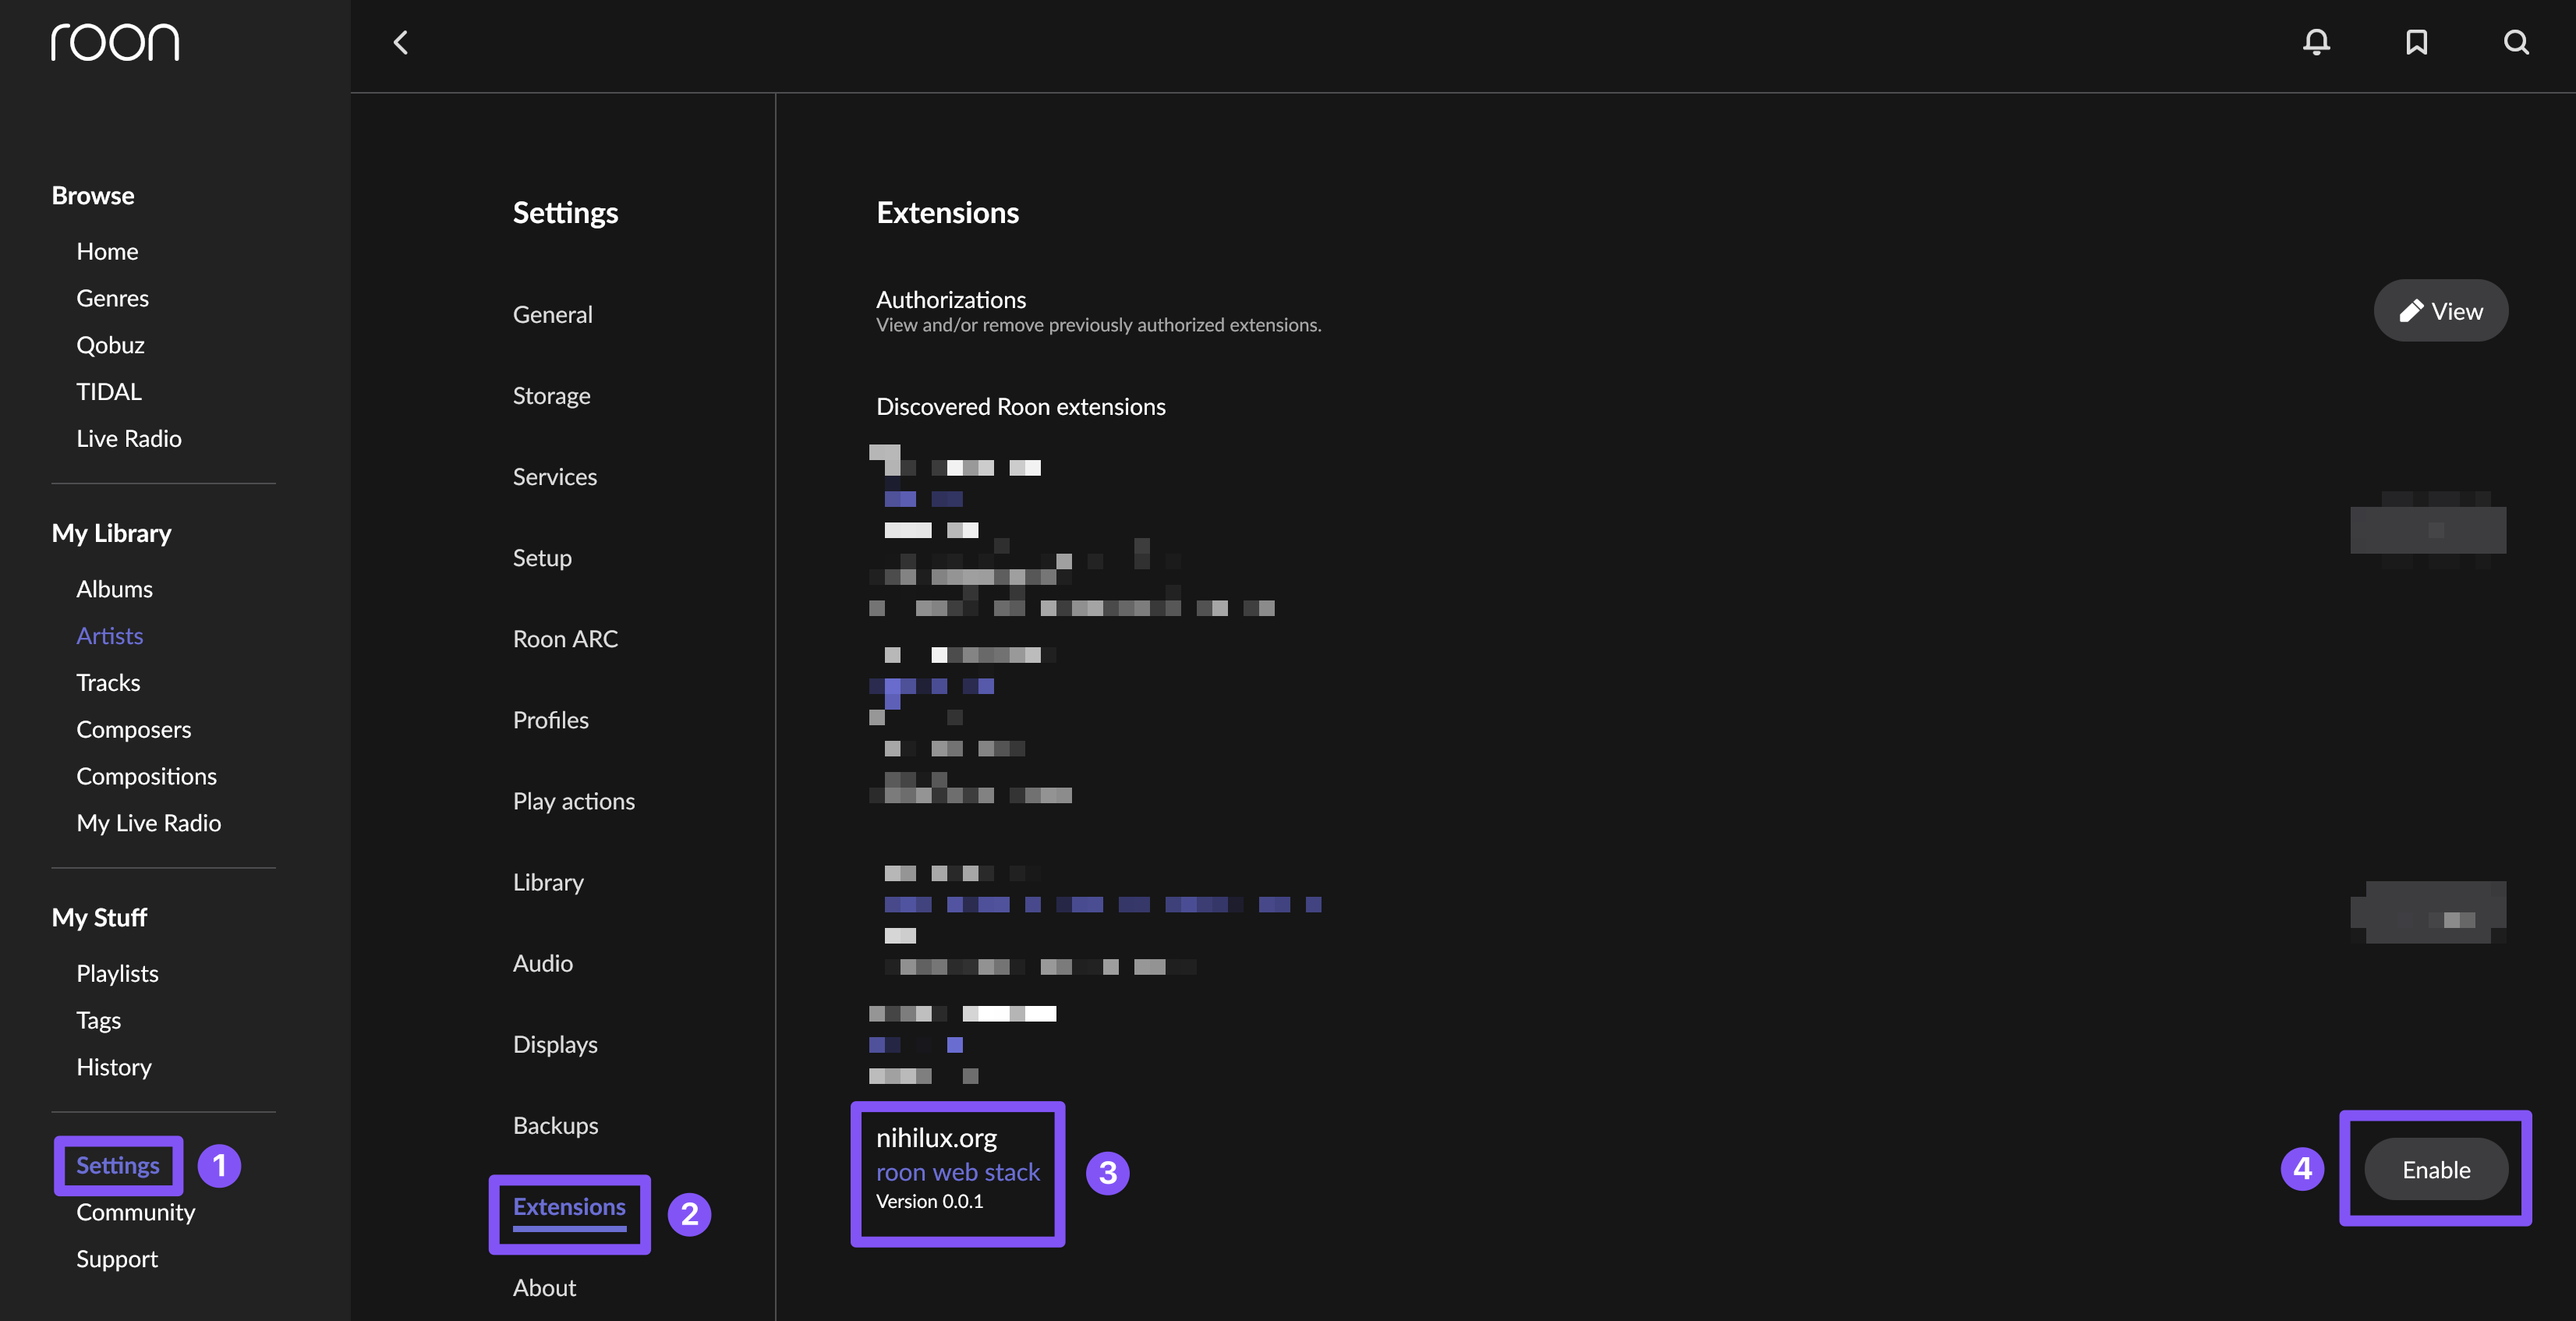 roon
Browse
Home
Genres
Qobuz
TIDAL
Live Radio
My Library
Albums
Artists
Tracks
Composers
Compositions
My Live Radio
My Stuff
Playlists
Tags
History
Settings
1
Community
Support
Settings
General
Storage
Services
Setup
Roon ARC
Profiles
Play actions
Library
Audio
Displays
Backups
Extensions
2
About
Extensions
Authorizations
View and/or remove previously authorized extensions.
View
Discovered Roon extensions
nihilux.org
roon web stack
Version 0.0.1
3
4
Enable